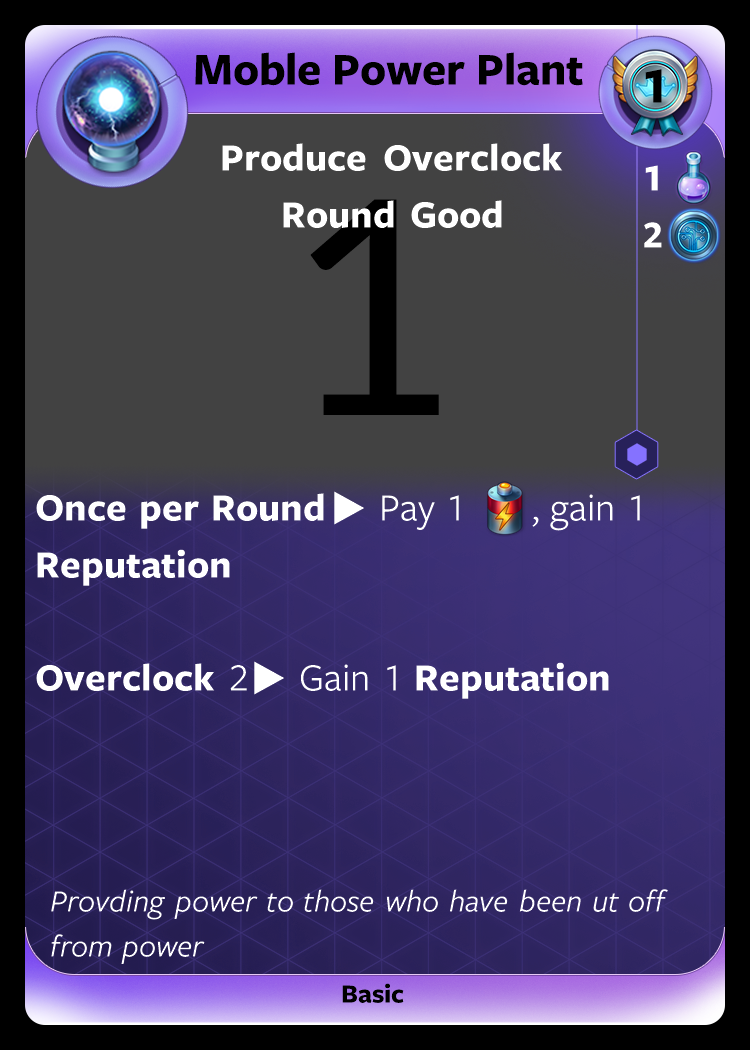 Moble Power Plant
1
Produce Overclock
Round Good
1
2
1
Once per Round▶ Pay 1 , gain 1
Reputation
Overclock 2▶ Gain 1 Reputation
Provding power to those who have been ut off
from power
Basic